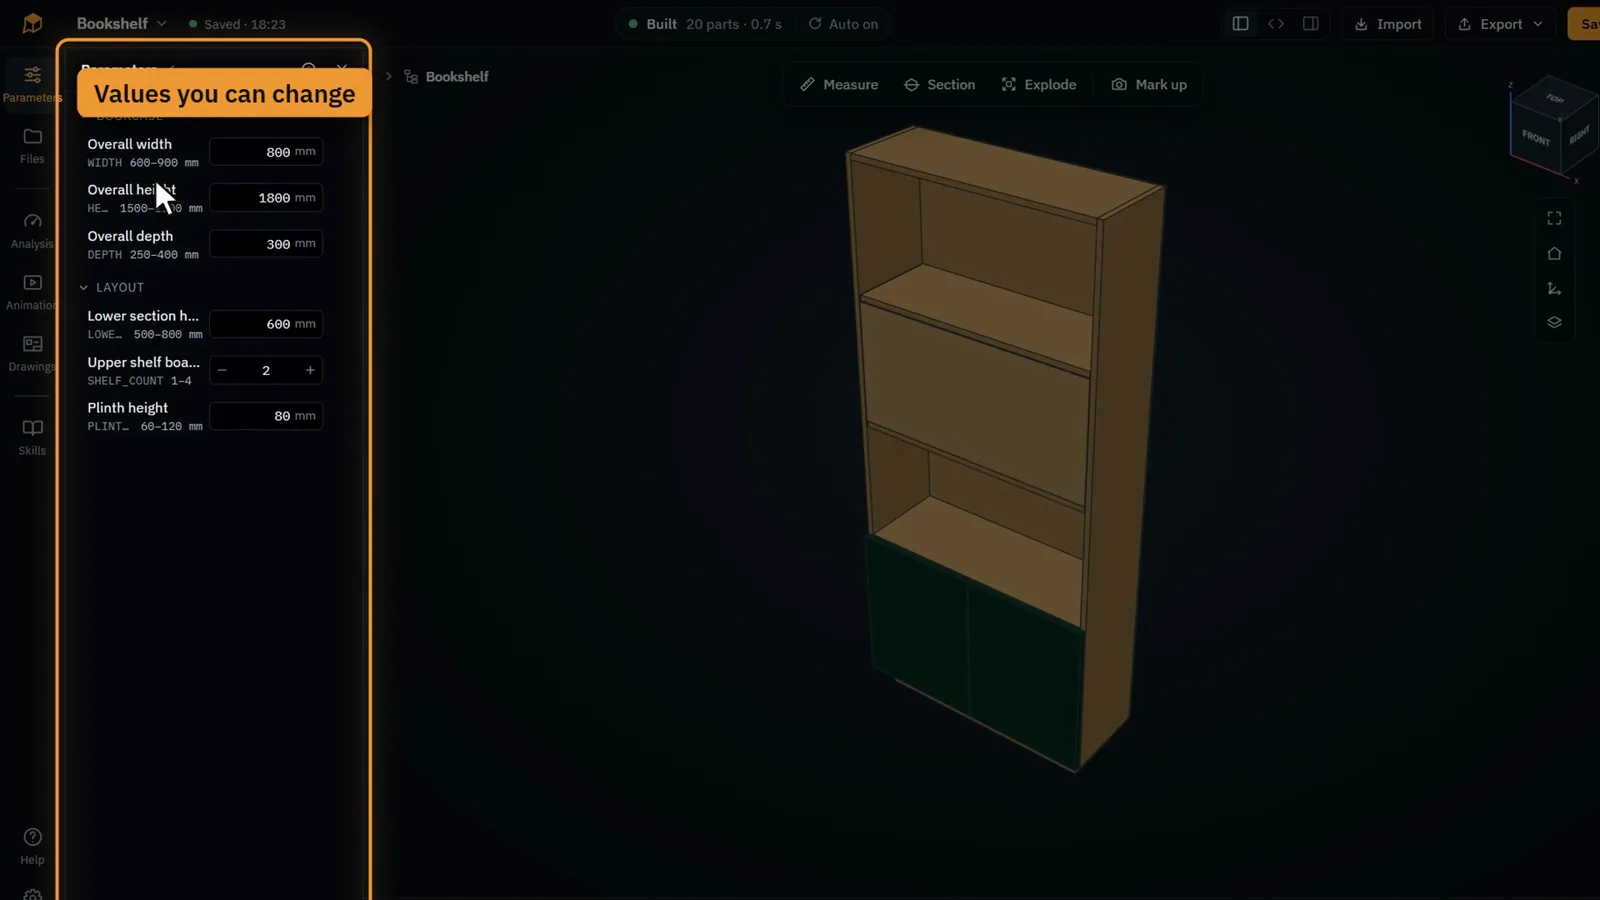 Bookshelf
Saved · 18:23
Built 20 parts · 0.7 s
Auto on
Import
Export
Parameters
Values you can change
Bookshelf
Measure
Section
Explode
Mark up
TOP
FRONT
RIGHT
z
x
Parameters
Files
Analysis
Animation
Drawings
Skills
Help
Overall width
WIDTH 600–900 mm
800 mm
Overall height
HE…
mm
1800 mm
Overall depth
DEPTH 250–400 mm
300 mm
LAYOUT
Lower section h…
LOWE… 500–800 mm
600 mm
Upper shelf boa…
SHELF_COUNT 1–4
− 2 +
Plinth height
PLINT… 60–120 mm
80 mm